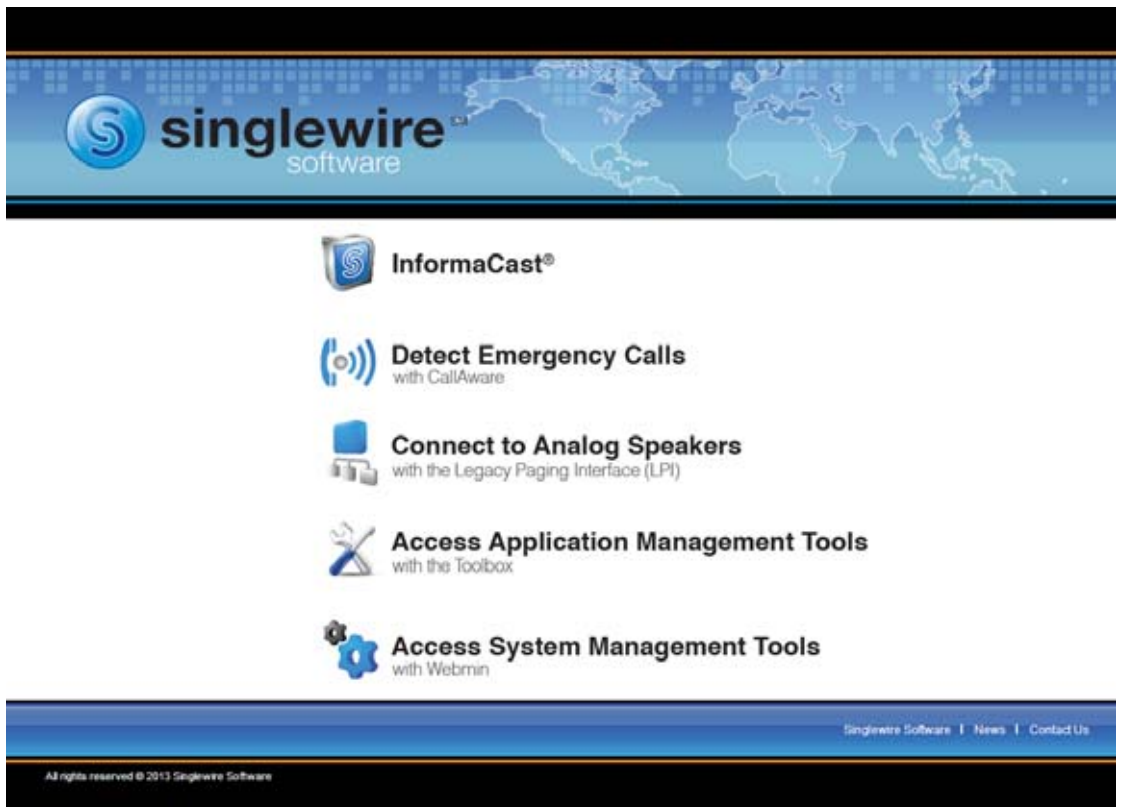 singlewire™
software
InformaCast®
Detect Emergency Calls
with CallAware
Connect to Analog Speakers
with the Legacy Paging Interface (LPI)
Access Application Management Tools
with the Toolbox
Access System Management Tools
with Webmin
Singlewire Software | News | Contact Us
All rights reserved © 2013 Singlewire Software